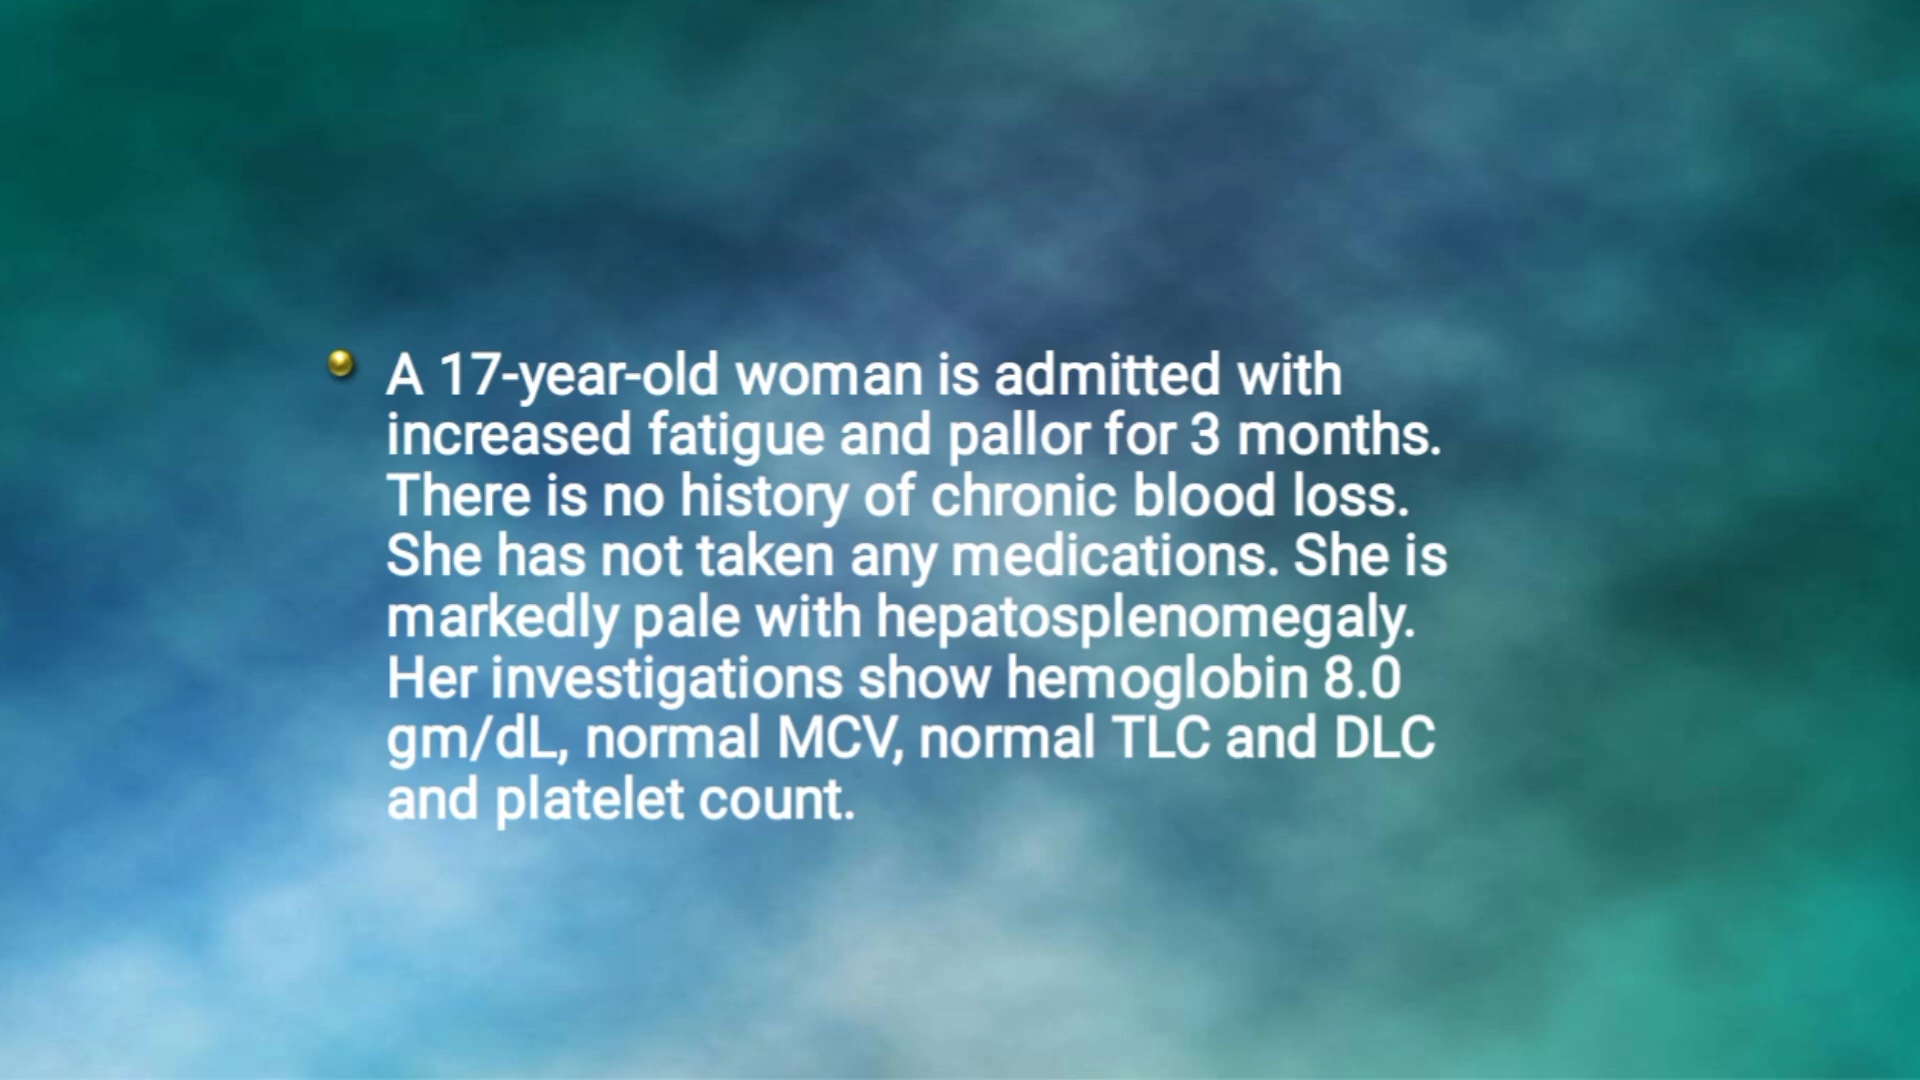 A 17-year-old woman is admitted with
increased fatigue and pallor for 3 months.
There is no history of chronic blood loss.
She has not taken any medications. She is
markedly pale with hepatosplenomegaly.
Her investigations show hemoglobin 8.0
gm/dL, normal MCV, normal TLC and DLC
and platelet count.